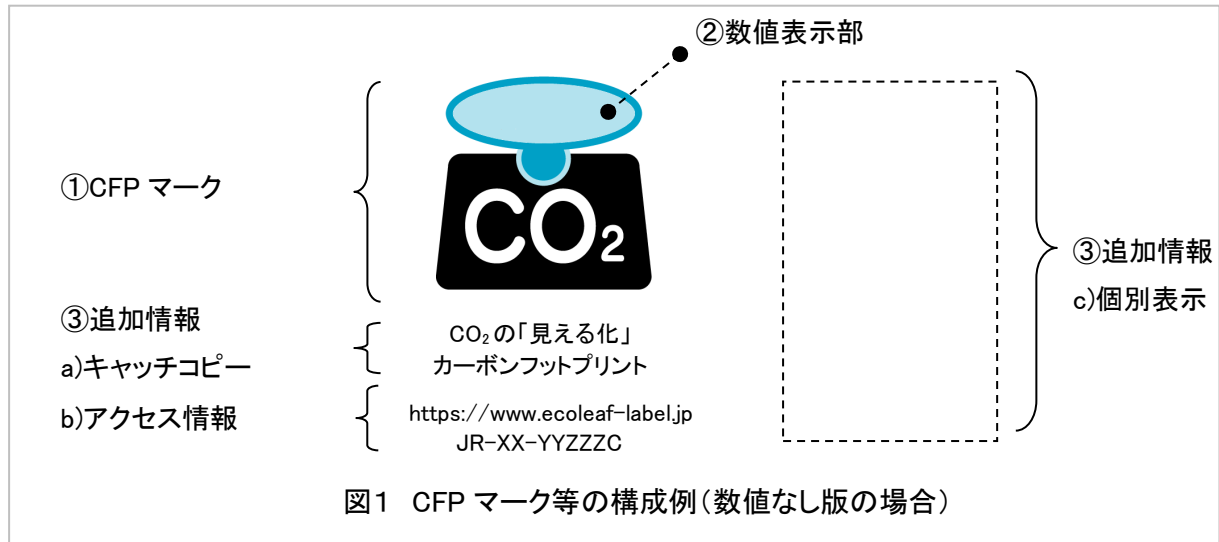 ②数値表示部
①CFP マーク
CO₂
③追加情報
a)キャッチコピー
CO₂の「見える化」
カーボンフットプリント
b)アクセス情報
https://www.ecoleaf-label.jp
JR-XX-YYZZZC
③追加情報
c)個別表示
図1 CFP マーク等の構成例(数値なし版の場合)